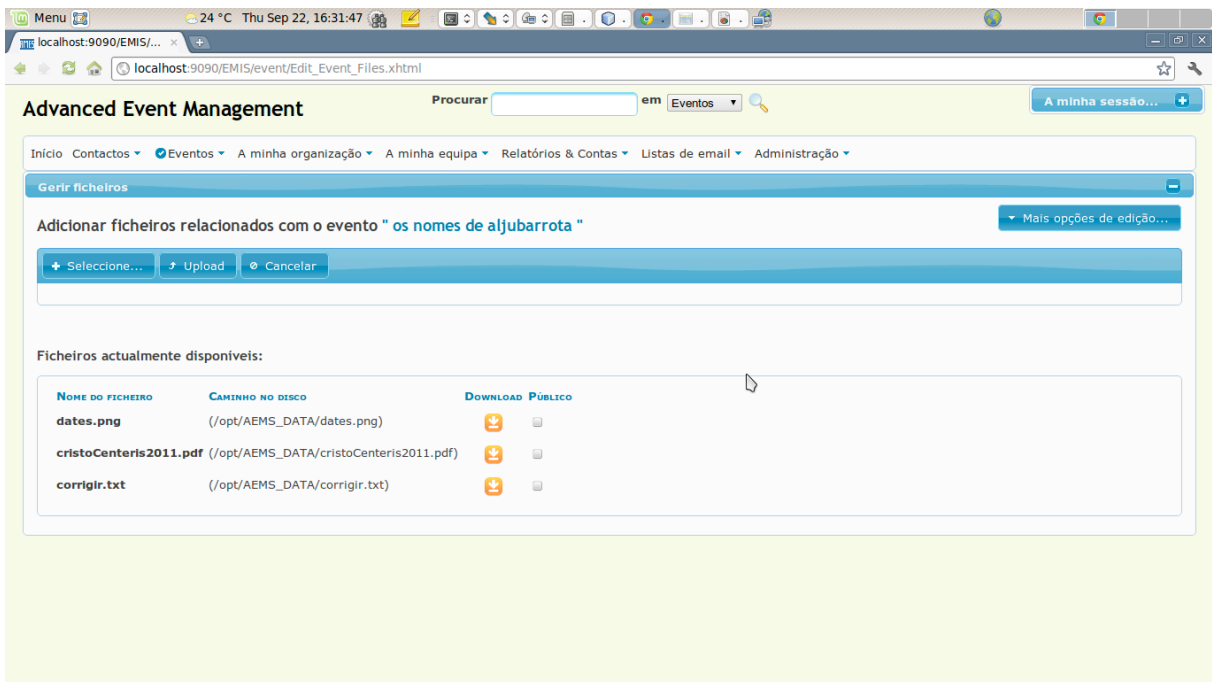 Menu 24 °C Thu Sep 22, 16:31:47
localhost:9090/EMIS/...
localhost:9090/EMIS/event/Edit_Event_Files.xhtml
Advanced Event Management Procurar em Eventos A minha sessão...
Início Contactos Eventos A minha organização A minha equipa Relatórios & Contas Listas de email Administração
Gerir ficheiros
Adicionar ficheiros relacionados com o evento " os nomes de aljubarrota " Mais opções de edição...
Seleccione... Upload Cancelar
Ficheiros actualmente disponíveis:
Nome do ficheiro Caminho no disco Download Público
dates.png (/opt/AEMS_DATA/dates.png)
cristoCenteris2011.pdf (/opt/AEMS_DATA/cristoCenteris2011.pdf)
corrigir.txt (/opt/AEMS_DATA/corrigir.txt)